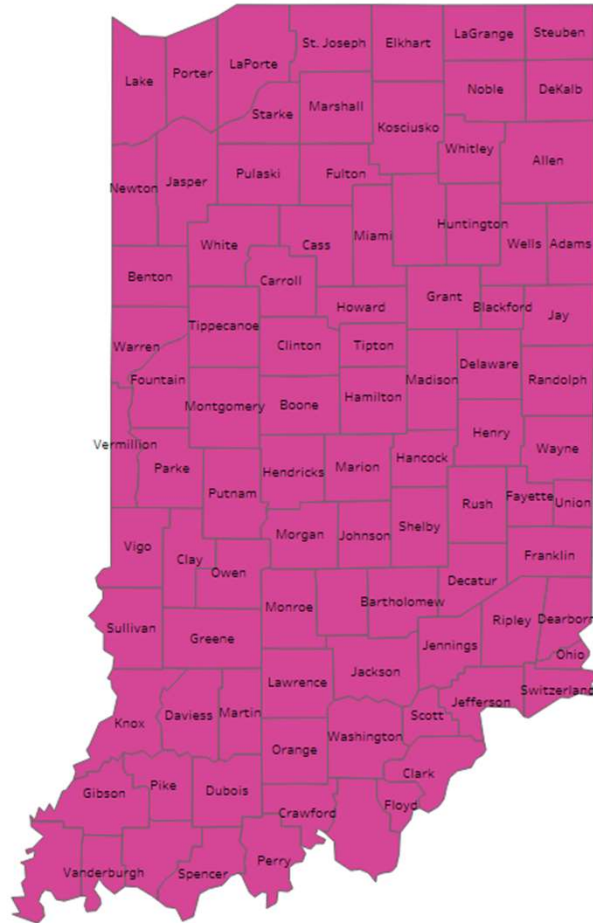 LaGrange
Steuben
St. Joseph
Elkhart
LaPorte
Lake
Porter
Noble
DeKalb
Marshall
Starke
Kosciusko
Whitley
Allen
Newton
Jasper
Pulaski
Fulton
Huntington
Miami
White
Cass
Wells
Adams
Benton
Carroll
Grant
Howard
Blackford
Jay
Tippecanoe
Clinton
Tipton
Warren
Delaware
Fountain
Madison
Randolph
Montgomery
Boone
Hamilton
Henry
Vermillion
Wayne
Parke
Hendricks
Marion
Hancock
Putnam
Rush
Fayette
Union
Morgan
Johnson
Shelby
Vigo
Clay
Franklin
Owen
Decatur
Monroe
Bartholomew
Ripley
Dearborn
Sullivan
Greene
Jennings
Ohio
Jackson
Lawrence
Switzerland
Jefferson
Knox
Daviess
Martin
Scott
Washington
Orange
Clark
Gibson
Pike
Dubois
Floyd
Crawford
Perry
Vanderburgh
Spencer